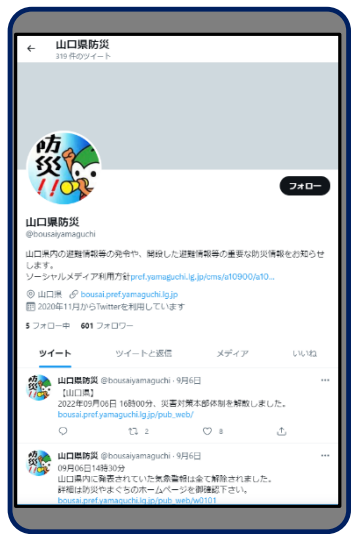 山口県防災
319 件のツイート
防災!!
フォロー
山口県防災
@bousaiyamaguchi
山口県内の避難情報等の発令や、開設した避難情報等の重要な防災情報をお知らせ
します。
ソーシャルメディア利用方針pref.yamaguchi.lg.jp/cms/a10900/a10...
山口県 bousai.pref.yamaguchi.lg.jp
2020年11月からTwitterを利用しています
5 フォロー中 601 フォロワー
ツイート ツイートと返信 メディア いいね
山口県防災 @bousaiyamaguchi · 9月6日
【山口県】
2022年09月06日 16時00分、災害対策本部体制を解散しました。
bousai.pref.yamaguchi.lg.jp/pub_web/
2 8
山口県防災 @bousaiyamaguchi · 9月6日
09月06日14時30分
山口県内に発表されていた気象警報は全て解除されました。
詳細は防災やまぐちのホームページを御確認下さい。
bousai.pref.yamaguchi.lg.jp/pub_web/w0101